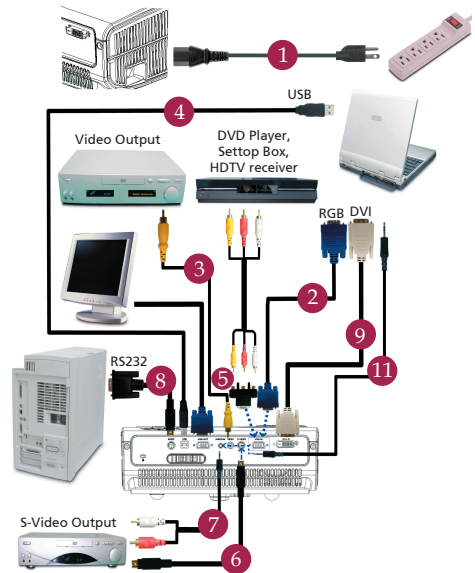 1
USB
4
Video Output
DVD Player,
Settop Box,
HDTV receiver
RGB DVI
3
2
9
5
11
RS232
8
7
S-Video Output
6